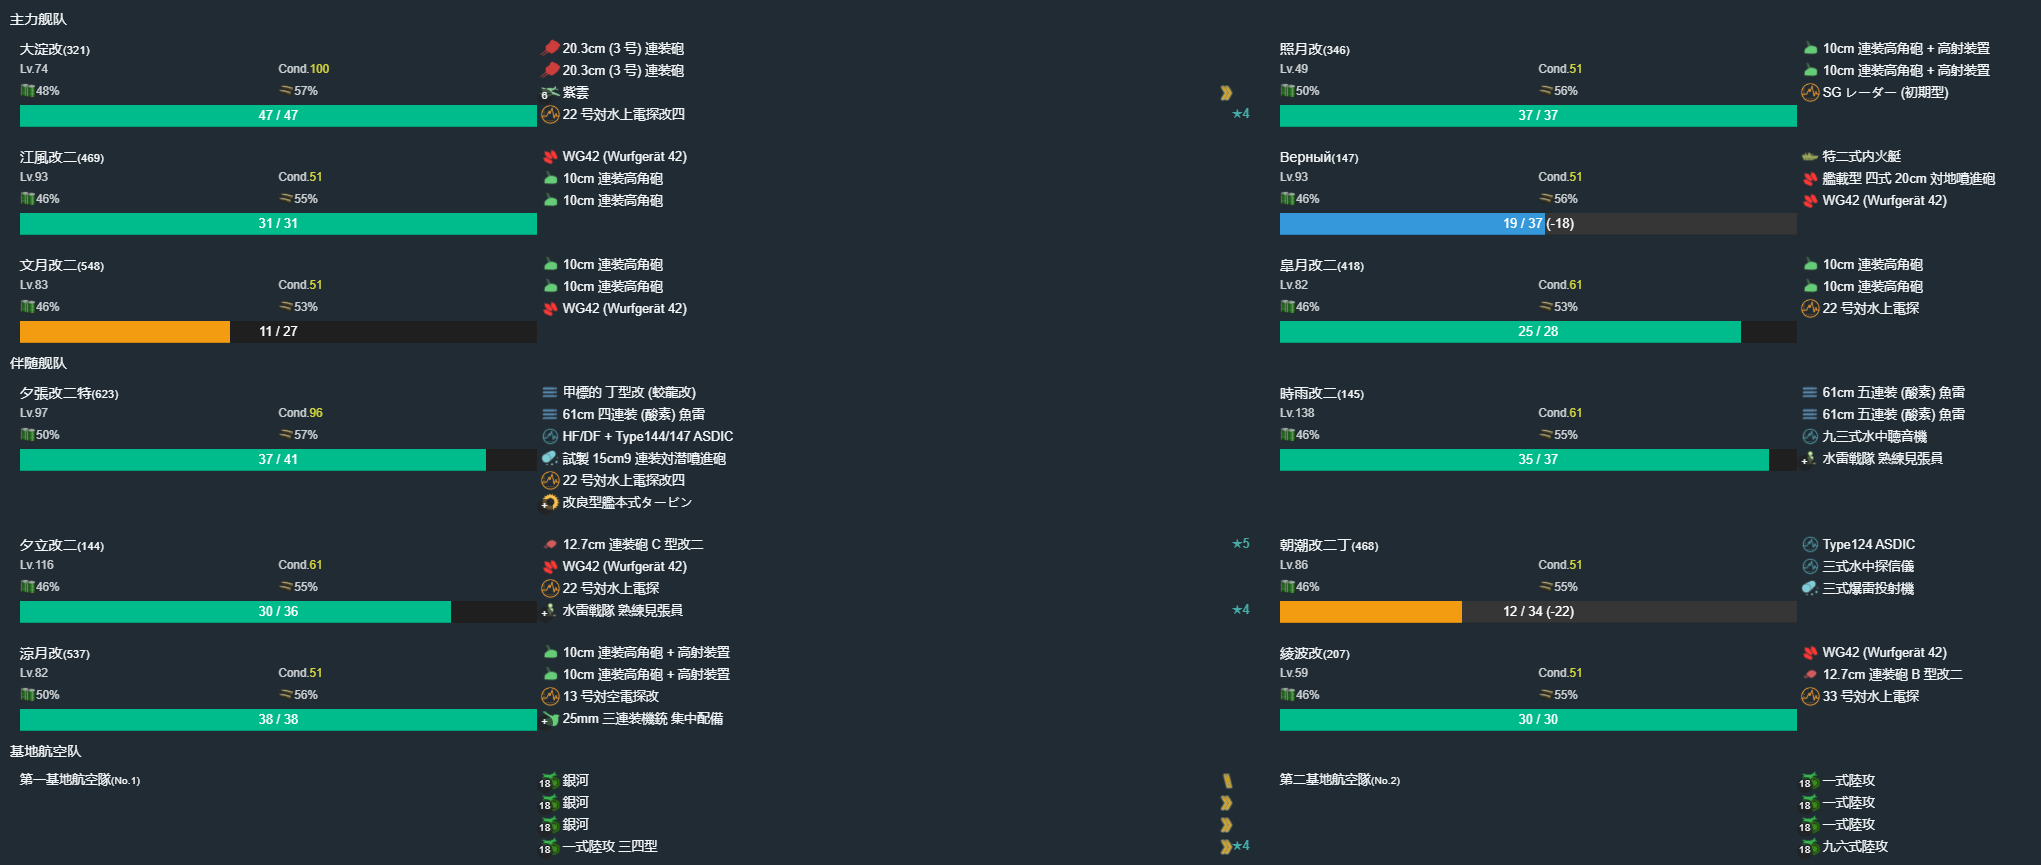 主力舰队
大淀改(321)
Lv.74 Cond.100
48% 57%
47 / 47
20.3cm (3 号) 連装砲
20.3cm (3 号) 連装砲
6 紫雲
22 号対水上電探改四 ★4
照月改(346)
Lv.49 Cond.51
50% 56%
37 / 37
10cm 連装高角砲 + 高射装置
10cm 連装高角砲 + 高射装置
SG レーダー (初期型)
江風改二(469)
Lv.93 Cond.51
46% 55%
31 / 31
WG42 (Wurfgerät 42)
10cm 連装高角砲
10cm 連装高角砲
Верный(147)
Lv.93 Cond.51
46% 56%
19 / 37 (-18)
特二式内火艇
艦載型 四式 20cm 対地噴進砲
WG42 (Wurfgerät 42)
文月改二(548)
Lv.83 Cond.51
46% 53%
11 / 27
10cm 連装高角砲
10cm 連装高角砲
WG42 (Wurfgerät 42)
皐月改二(418)
Lv.82 Cond.61
46% 53%
25 / 28
10cm 連装高角砲
10cm 連装高角砲
22 号対水上電探
伴随舰队
夕張改二特(623)
Lv.97 Cond.96
50% 57%
37 / 41
甲標的 丁型改 (蛟龍改)
61cm 四連装 (酸素) 魚雷
HF/DF + Type144/147 ASDIC
試製 15cm9 連装対潜噴進砲
22 号対水上電探改四
改良型艦本式タービン
時雨改二(145)
Lv.138 Cond.61
46% 55%
35 / 37
61cm 五連装 (酸素) 魚雷
61cm 五連装 (酸素) 魚雷
九三式水中聴音機
水雷戦隊 熟練見張員
夕立改二(144)
Lv.116 Cond.61
46% 55%
30 / 36
12.7cm 連装砲 C 型改二 ★5
WG42 (Wurfgerät 42)
22 号対水上電探
水雷戦隊 熟練見張員 ★4
朝潮改二丁(468)
Lv.86 Cond.51
46% 55%
12 / 34 (-22)
Type124 ASDIC
三式水中探信儀
三式爆雷投射機
涼月改(537)
Lv.82 Cond.51
50% 56%
38 / 38
10cm 連装高角砲 + 高射装置
10cm 連装高角砲 + 高射装置
13 号対空電探改
25mm 三連装機銃 集中配備
綾波改(207)
Lv.59 Cond.51
46% 55%
30 / 30
WG42 (Wurfgerät 42)
12.7cm 連装砲 B 型改二
33 号対水上電探
基地航空队
第一基地航空隊(No.1)
18 銀河
18 銀河
18 銀河
18 一式陸攻 三四型 ★4
第二基地航空隊(No.2)
18 一式陸攻
18 一式陸攻
18 一式陸攻
18 九六式陸攻